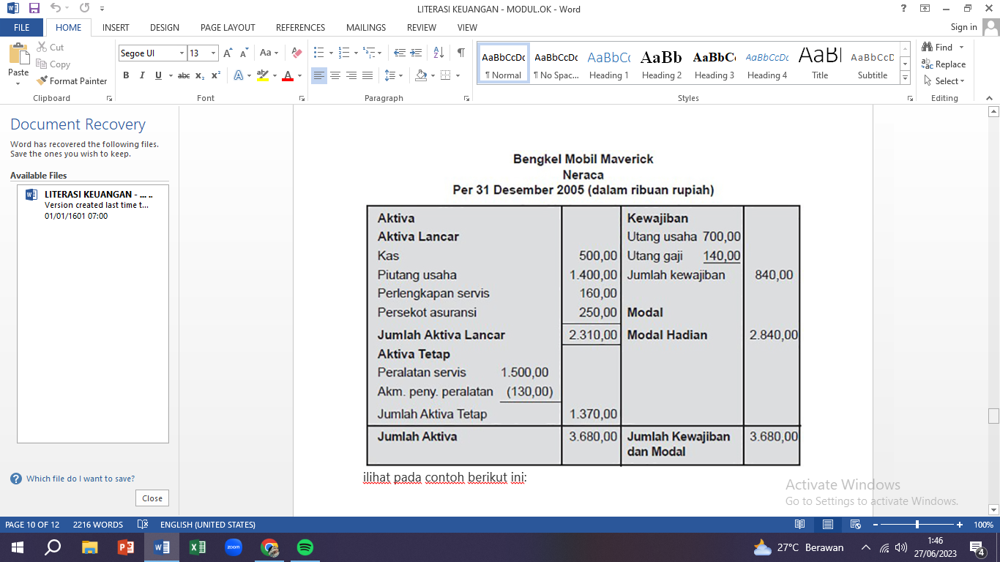 LITERASI KEUANGAN - MODUL.OK - Word
FILE HOME INSERT DESIGN PAGE LAYOUT REFERENCES MAILINGS REVIEW VIEW Sign in
Paste
Cut
Copy
Format Painter
Clipboard
Segoe UI 13
Font
Paragraph
AaBbCcDc AaBbCcDc AaBbCc AaBb AaBbC AaBbCcDc AaBl AaBbCcD
¶ Normal ¶ No Spac... Heading 1 Heading 2 Heading 3 Heading 4 Title Subtitle
Styles
Find
Replace
Select
Editing
Document Recovery
Word has recovered the following files.
Save the ones you wish to keep.
Available Files
LITERASI KEUANGAN - ... ..
Version created last time t...
01/01/1601 07:00
Which file do I want to save?
Close
Bengkel Mobil Maverick
Neraca
Per 31 Desember 2005 (dalam ribuan rupiah)
Aktiva Kewajiban
Aktiva Lancar Utang usaha 700,00
Kas 500,00 Utang gaji 140,00
Piutang usaha 1.400,00 Jumlah kewajiban 840,00
Perlengkapan servis 160,00
Persekot asuransi 250,00 Modal
Jumlah Aktiva Lancar 2.310,00 Modal Hadian 2.840,00
Aktiva Tetap
Peralatan servis 1.500,00
Akm. peny. peralatan (130,00)
Jumlah Aktiva Tetap 1.370,00
Jumlah Aktiva 3.680,00 Jumlah Kewajiban 3.680,00
dan Modal
ilihat pada contoh berikut ini:
Activate Windows
Go to Settings to activate Windows.
PAGE 10 OF 12 2216 WORDS ENGLISH (UNITED STATES) 100%
zoom
27°C Berawan
1:46
27/06/2023
4